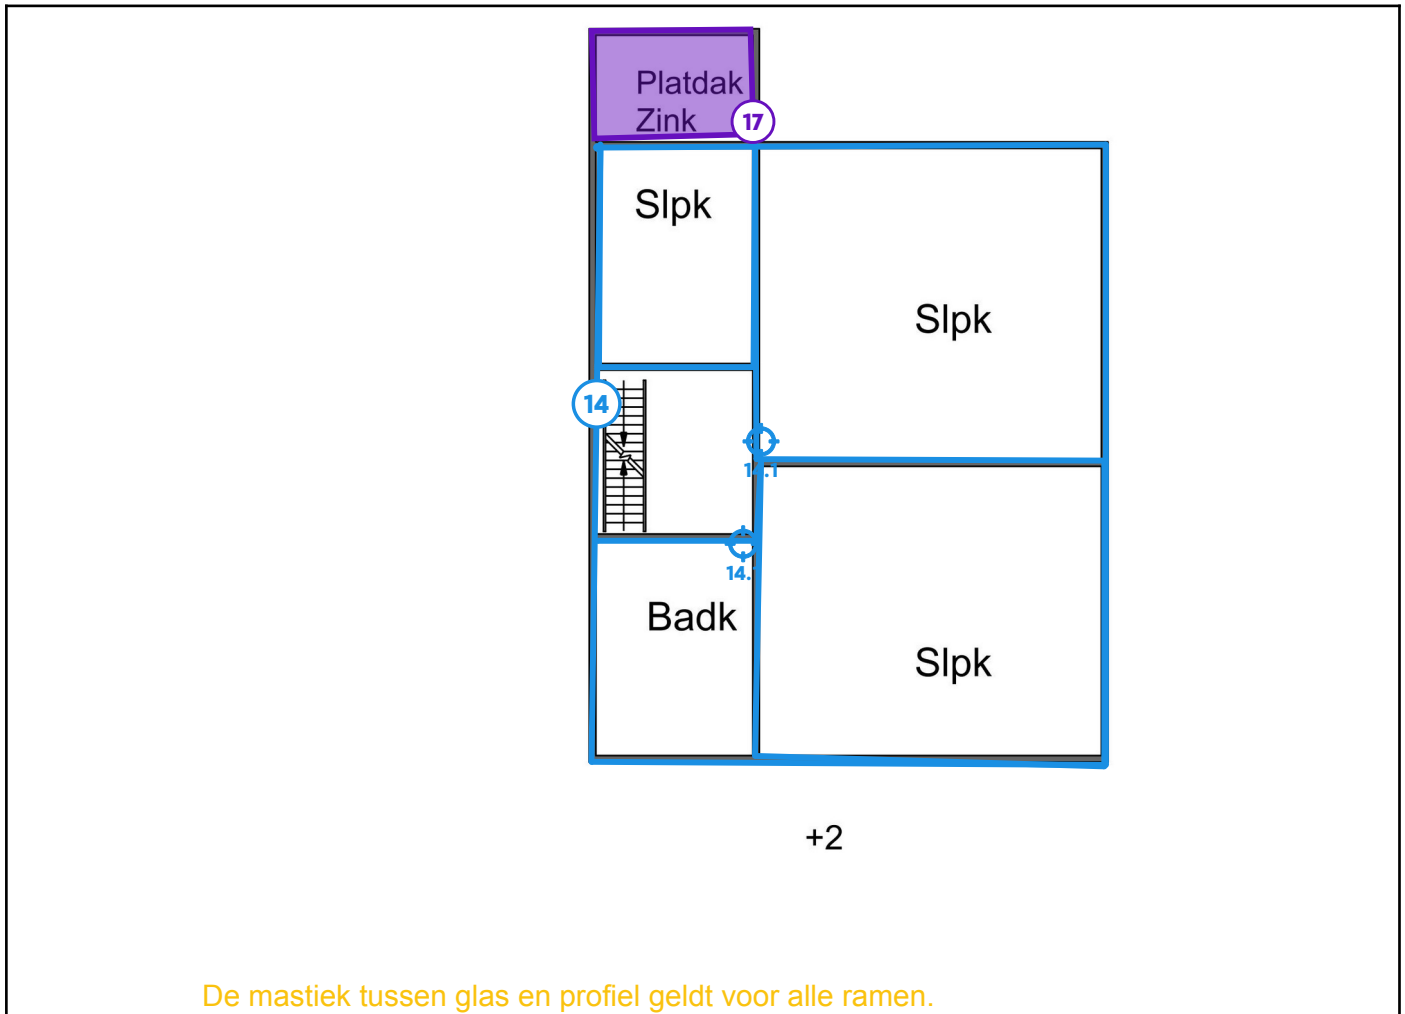 Platdak
Zink
17
Slpk
Slpk
14
14.
Badk
Slpk
+2
De mastiek tussen glas en profiel geldt voor alle ramen.